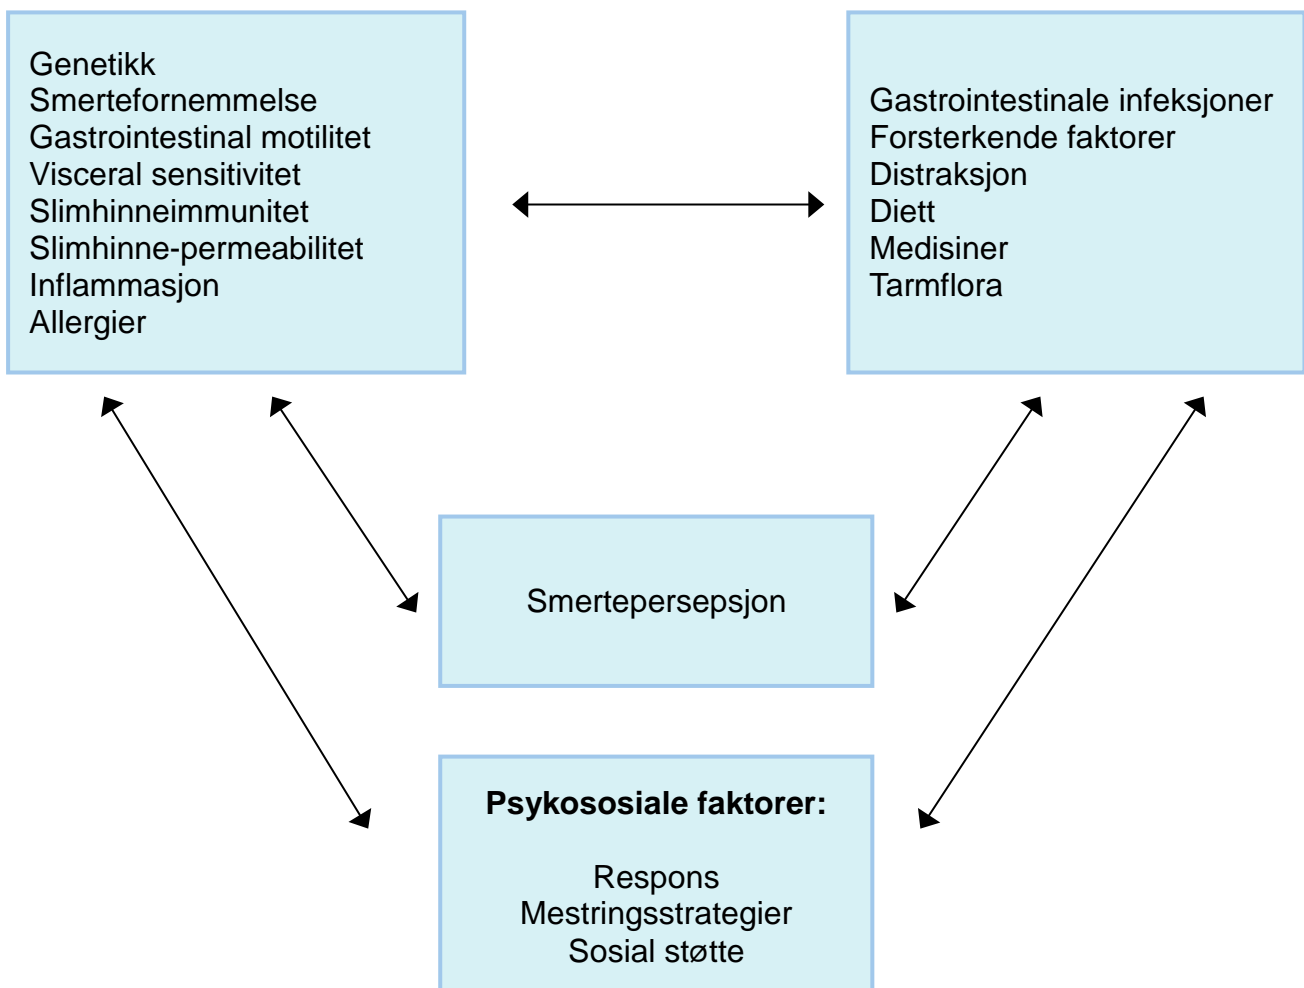 Genetikk
Smertefornemmelse
Gastrointestinal motilitet
Visceral sensitivitet
Slimhinneimmunitet
Slimhinne-permeabilitet
Inflammasjon
Allergier
Gastrointestinale infeksjoner
Forsterkende faktorer
Distraksjon
Diett
Medisiner
Tarmflora
Smertepersepsjon
Psykososiale faktorer:
Respons
Mestringsstrategier
Sosial støtte